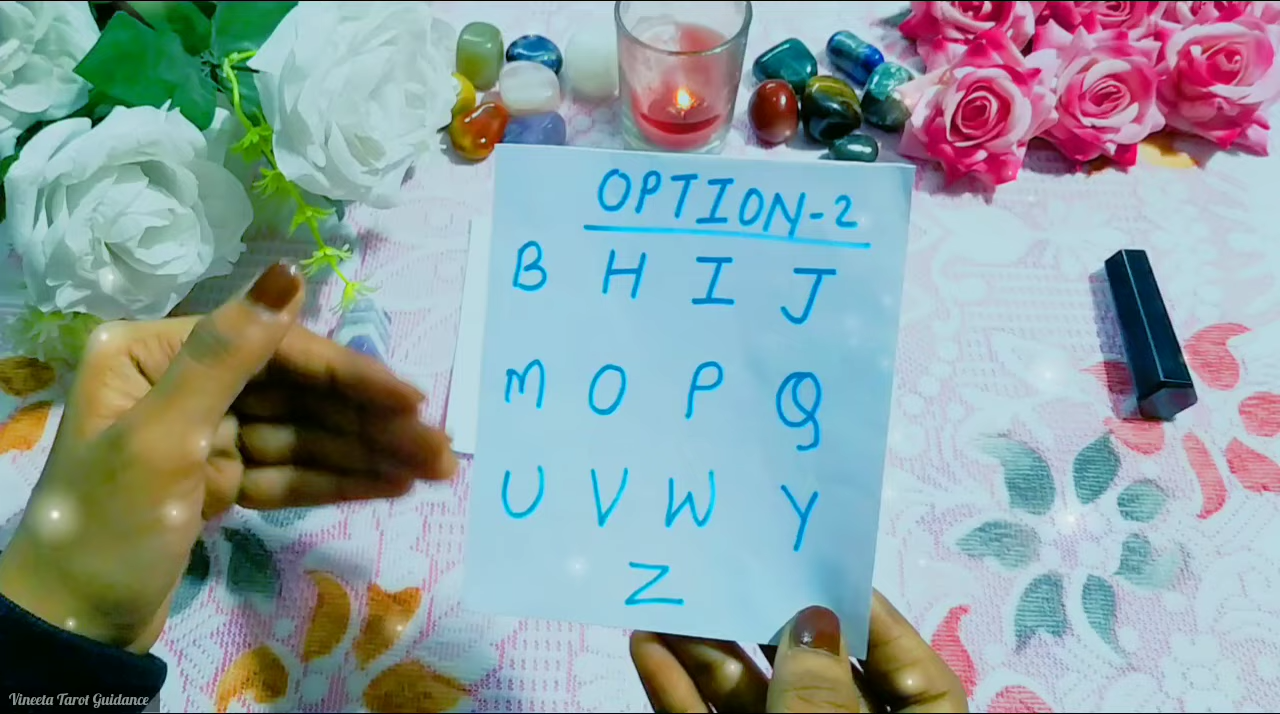 OPTION-2
B H I J
M O P Q
U V W Y
Z
Vineeta Tarot Guidance